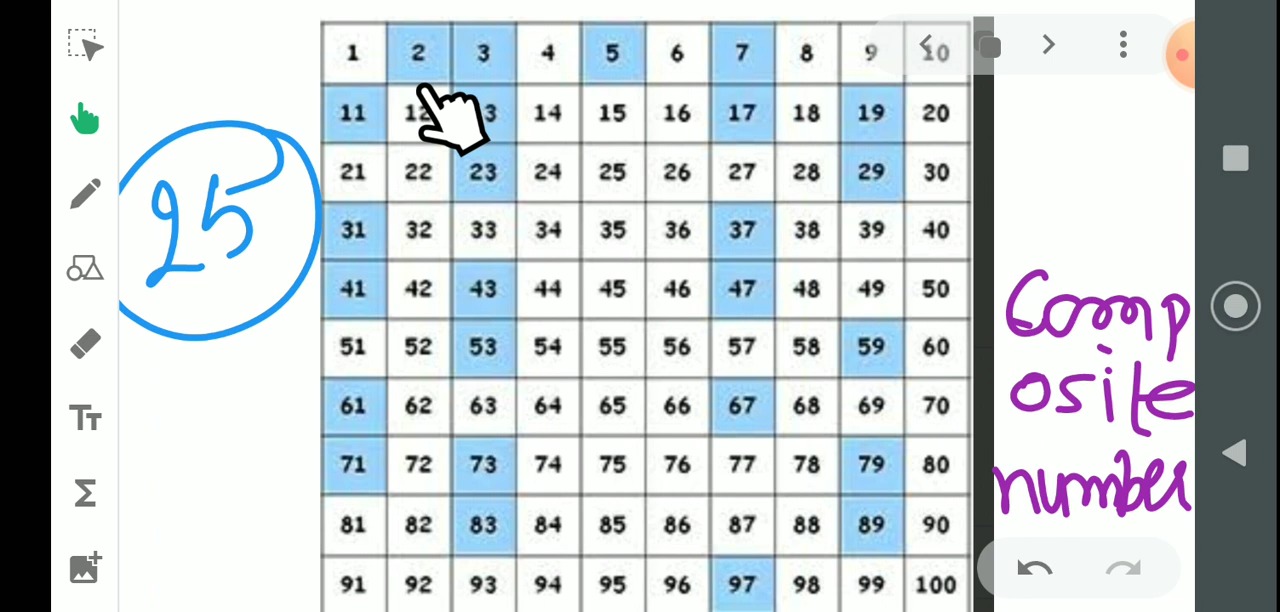 25
1 2 3 4 5 6 7 8 9 10
11 12 3 14 15 16 17 18 19 20
21 22 23 24 25 26 27 28 29 30
31 32 33 34 35 36 37 38 39 40
41 42 43 44 45 46 47 48 49 50
51 52 53 54 55 56 57 58 59 60
61 62 63 64 65 66 67 68 69 70
71 72 73 74 75 76 77 78 79 80
81 82 83 84 85 86 87 88 89 90
91 92 93 94 95 96 97 98 99 100
Comp
osite
number
Tт
Σ